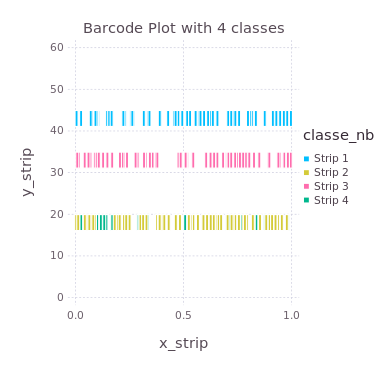 Barcode Plot with 4 classes
60
50
40
30
20
10
0
y_strip
0.0
0.5
1.0
x_strip
classe_nb
Strip 1
Strip 2
Strip 3
Strip 4